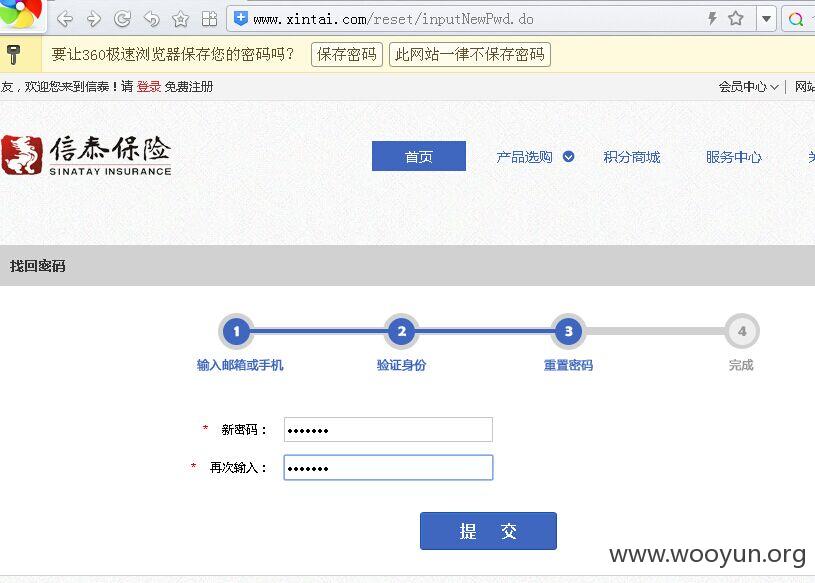 www.xintai.com/reset/inputNewPwd.do
要让360极速浏览器保存您的密码吗? 保存密码 此网站一律不保存密码
友，欢迎您来到信泰！请 登录 免费注册 会员中心 网站
信泰保险
SINATAY INSURANCE
首页 产品选购 积分商城 服务中心
找回密码
1 2 3 4
输入邮箱或手机 验证身份 重置密码 完成
* 新密码：
* 再次输入：
提 交
www.wooyun.org